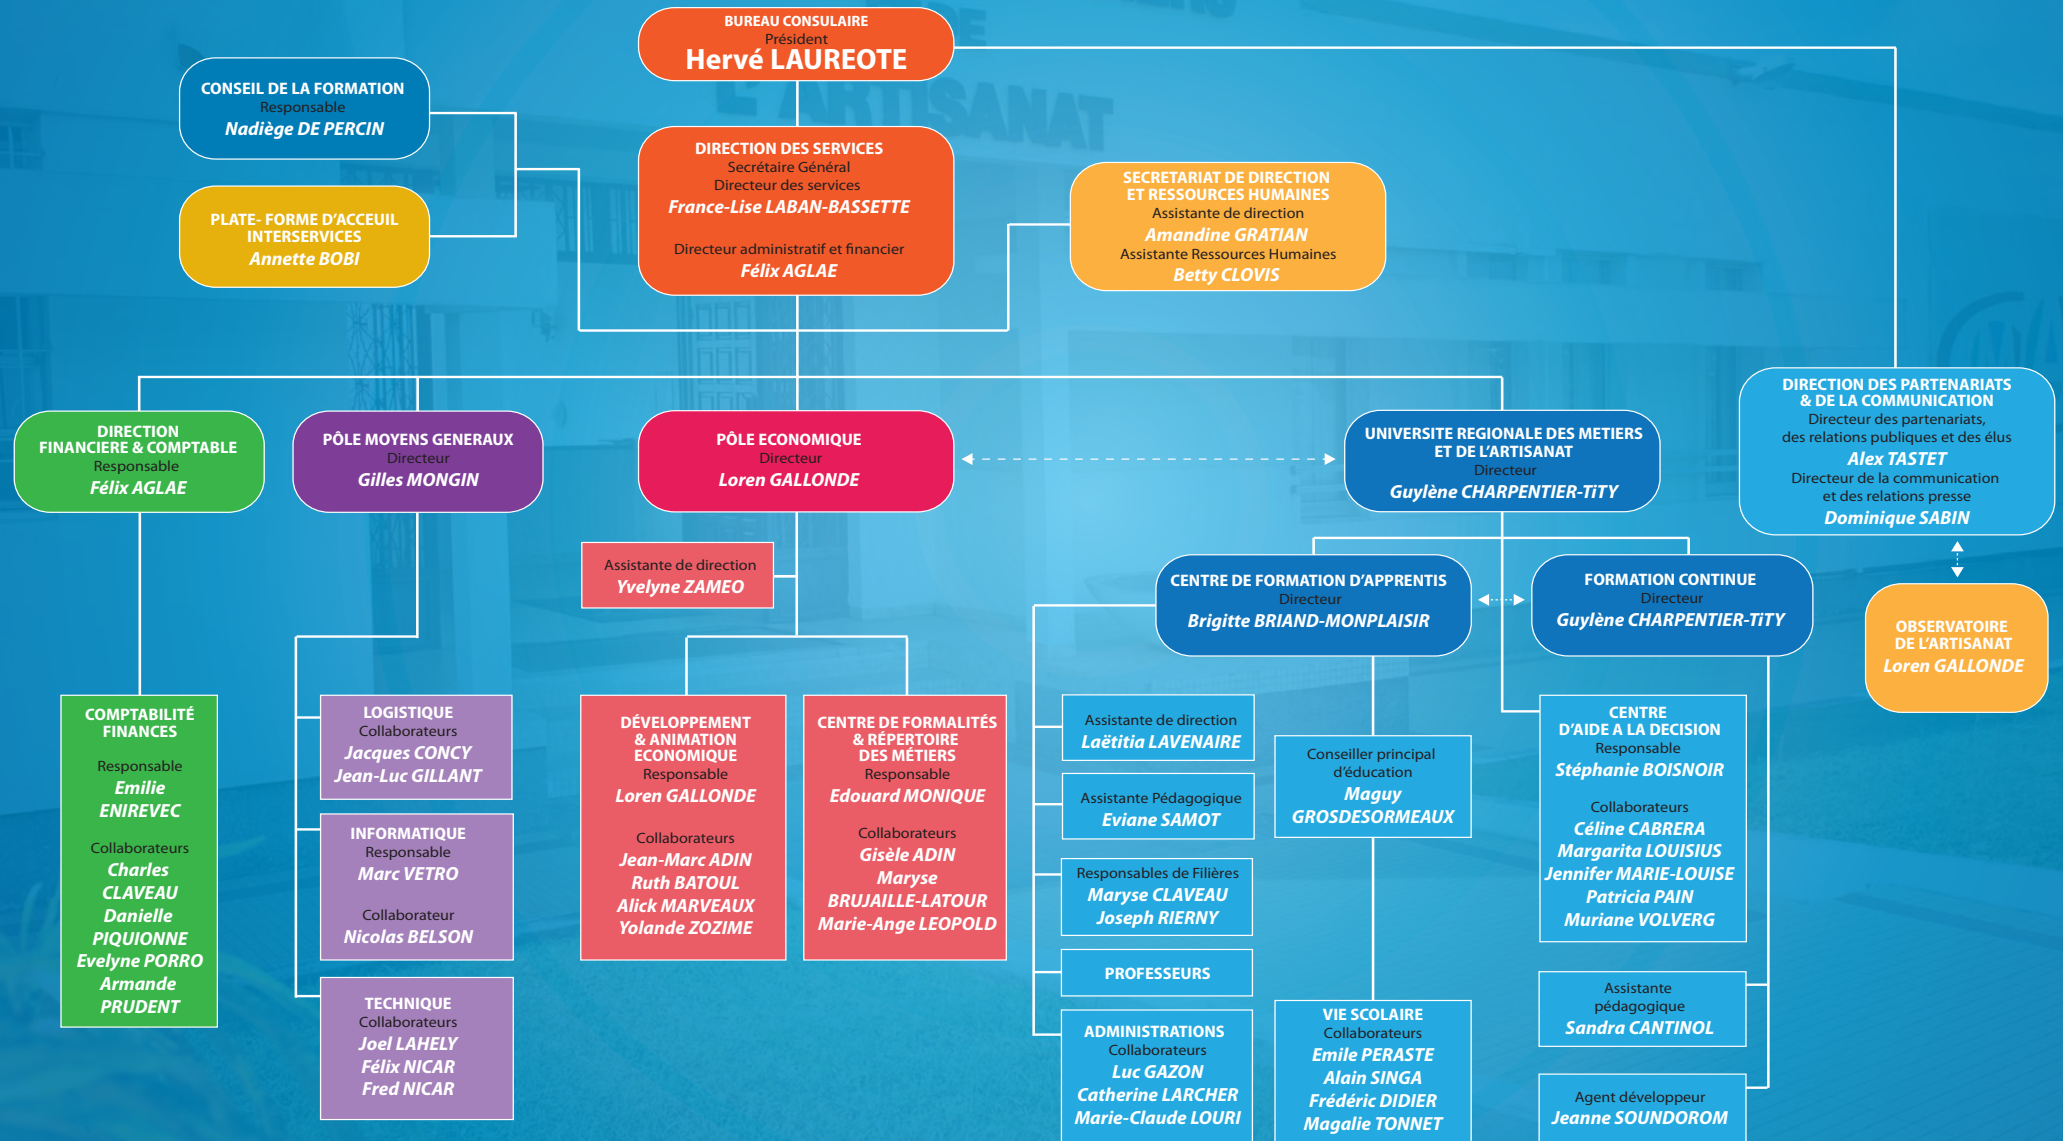 BUREAU CONSULAIRE
Président
Hervé LAUREOTE
L'ARTISANAT
CONSEIL DE LA FORMATION
Responsable
Nadiège DE PERCIN
PLATE- FORME D'ACCEUIL
INTERSERVICES
Annette BOBI
DIRECTION DES SERVICES
Secrétaire Général
Directeur des services
France-Lise LABAN-BASSETTE
Directeur administratif et financier
Félix AGLAE
SECRETARIAT DE DIRECTION
ET RESSOURCES HUMAINES
Assistante de direction
Amandine GRATIAN
Assistante Ressources Humaines
Betty CLOVIS
DIRECTION
FINANCIERE & COMPTABLE
Responsable
Félix AGLAE
PÔLE MOYENS GENERAUX
Directeur
Gilles MONGIN
PÔLE ECONOMIQUE
Directeur
Loren GALLONDE
UNIVERSITE REGIONALE DES METIERS
ET DE L'ARTISANAT
Directeur
Guylène CHARPENTIER-TiTY
DIRECTION DES PARTENARIATS
& DE LA COMMUNICATION
Directeur des partenariats,
des relations publiques et des élus
Alex TASTET
Directeur de la communication
et des relations presse
Dominique SABIN
Assistante de direction
Yvelyne ZAMEO
CENTRE DE FORMATION D'APPRENTIS
Directeur
Brigitte BRIAND-MONPLAISIR
FORMATION CONTINUE
Directeur
Guylène CHARPENTIER-TiTY
OBSERVATOIRE
DE L'ARTISANAT
Loren GALLONDE
COMPTABILITÉ
FINANCES
Responsable
Emilie
ENIREVEC
Collaborateurs
Charles
CLAVEAU
Danielle
PIQUIONNE
Evelyne PORRO
Armande
PRUDENT
LOGISTIQUE
Collaborateurs
Jacques CONCY
Jean-Luc GILLANT
INFORMATIQUE
Responsable
Marc VETRO
Collaborateur
Nicolas BELSON
TECHNIQUE
Collaborateurs
Joel LAHELY
Félix NICAR
Fred NICAR
DÉVELOPPEMENT
& ANIMATION
ECONOMIQUE
Responsable
Loren GALLONDE
Collaborateurs
Jean-Marc ADIN
Ruth BATOUL
Alick MARVEAUX
Yolande ZOZIME
CENTRE DE FORMALITÉS
& RÉPERTOIRE
DES MÉTIERS
Responsable
Edouard MONIQUE
Collaborateurs
Gisèle ADIN
Maryse
BRUJAILLE-LATOUR
Marie-Ange LEOPOLD
Assistante de direction
Laëtitia LAVENAIRE
Assistante Pédagogique
Eviane SAMOT
Responsables de Filières
Maryse CLAVEAU
Joseph RIERNY
PROFESSEURS
ADMINISTRATIONS
Collaborateurs
Luc GAZON
Catherine LARCHER
Marie-Claude LOURI
Conseiller principal
d'éducation
Maguy
GROSDESORMEAUX
VIE SCOLAIRE
Collaborateurs
Emile PERASTE
Alain SINGA
Frédéric DIDIER
Magalie TONNET
CENTRE
D'AIDE A LA DECISION
Responsable
Stéphanie BOISNOIR
Collaborateurs
Céline CABRERA
Margarita LOUISIUS
Jennifer MARIE-LOUISE
Patricia PAIN
Muriane VOLVERG
Assistante
pédagogique
Sandra CANTINOL
Agent développeur
Jeanne SOUNDOROM